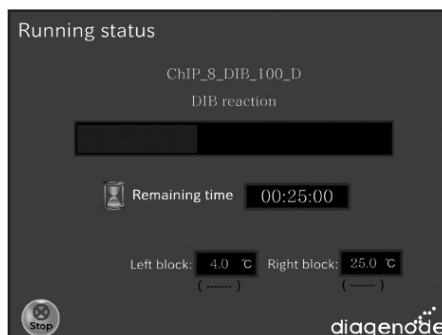 Running status
ChIP_8_DIB_100_D
DIB reaction
Remaining time 00:25:00
Left block: 4.0 ℃ Right block: 25.0 ℃
( ------- ) ( ------- )
Stop
diagenode